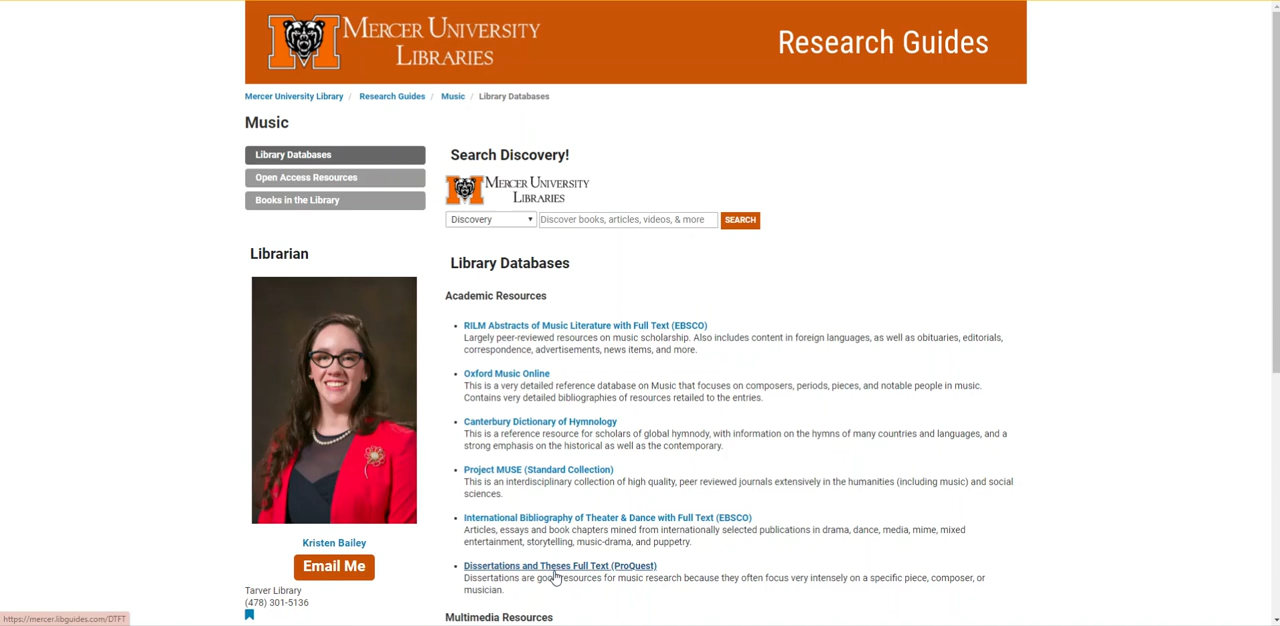 MERCER UNIVERSITY
LIBRARIES
Research Guides
Mercer University Library / Research Guides / Music / Library Databases
Music
Library Databases
Open Access Resources
Books in the Library
Search Discovery!
MERCER UNIVERSITY
LIBRARIES
Discovery Discover books, articles, videos, & more SEARCH
Librarian
Kristen Bailey
Email Me
Tarver Library
(478) 301-5136
Library Databases
Academic Resources
• RILM Abstracts of Music Literature with Full Text (EBSCO)
Largely peer-reviewed resources on music scholarship. Also includes content in foreign languages, as well as obituaries, editorials,
correspondence, advertisements, news items, and more.
• Oxford Music Online
This is a very detailed reference database on Music that focuses on composers, periods, pieces, and notable people in music.
Contains very detailed bibliographies of resources retailed to the entries.
• Canterbury Dictionary of Hymnology
This is a reference resource for scholars of global hymnody, with information on the hymns of many countries and languages, and a
strong emphasis on the historical as well as the contemporary.
• Project MUSE (Standard Collection)
This is an interdisciplinary collection of high quality, peer reviewed journals extensively in the humanities (including music) and social
sciences.
• International Bibliography of Theater & Dance with Full Text (EBSCO)
Articles, essays and book chapters mined from internationally selected publications in drama, dance, media, mime, mixed
entertainment, storytelling, music-drama, and puppetry.
• Dissertations and Theses Full Text (ProQuest)
Dissertations are good resources for music research because they often focus very intensely on a specific piece, composer, or
musician.
Multimedia Resources
https://mercer.libguides.com/DTFT